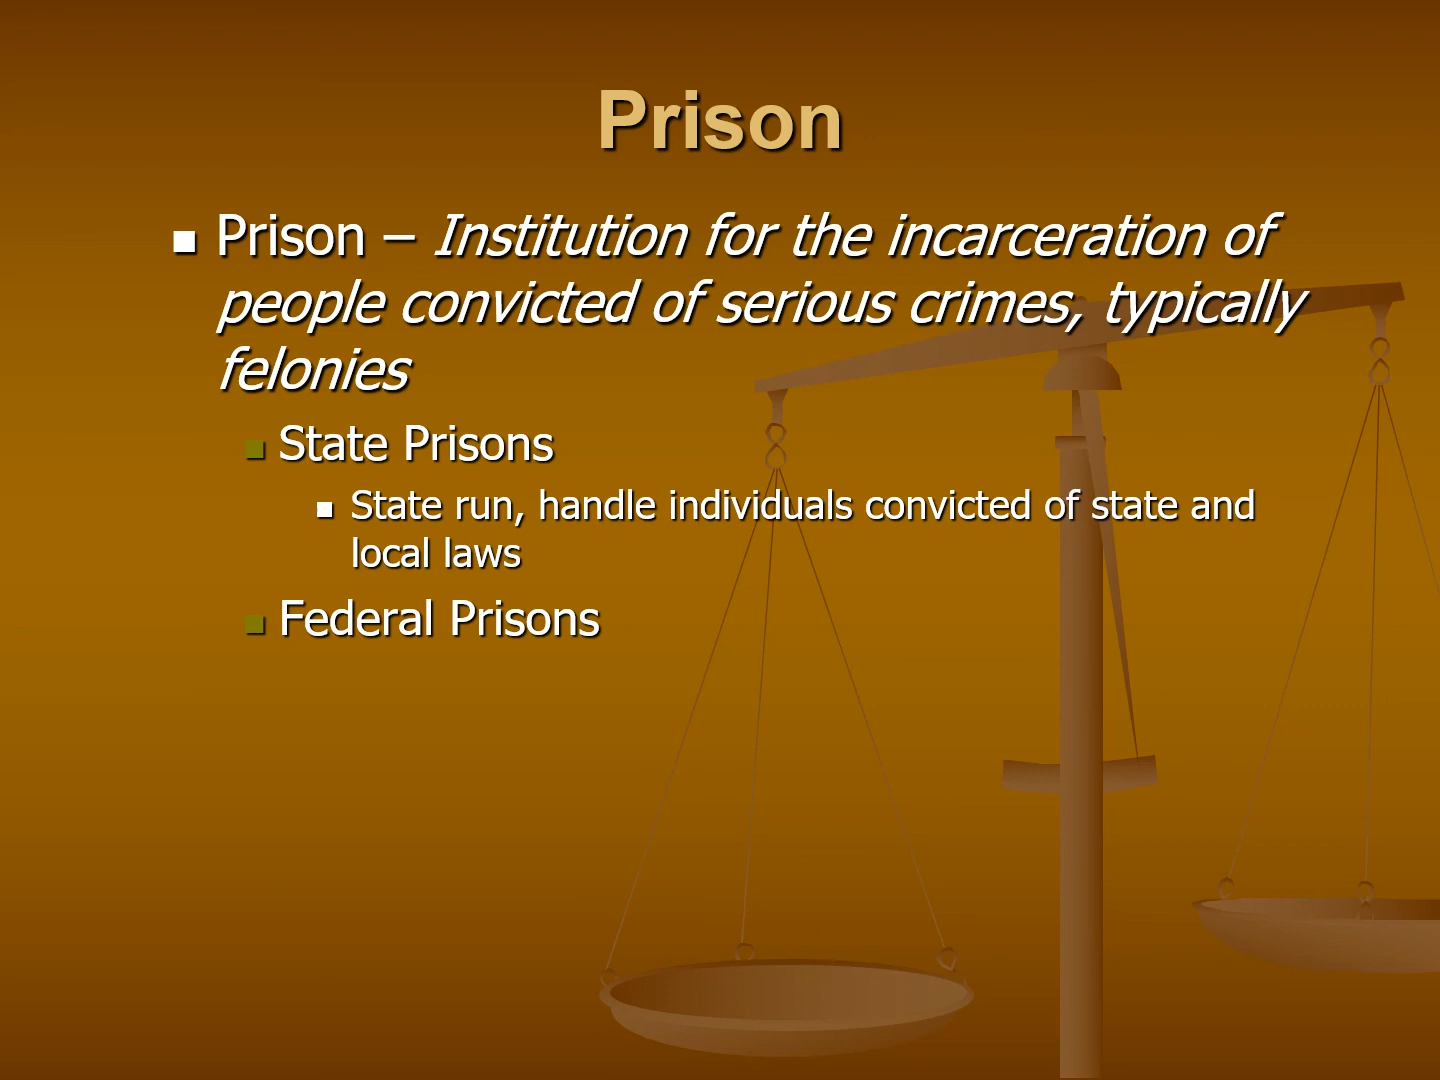 Prison
Prison – Institution for the incarceration of
people convicted of serious crimes, typically
felonies
State Prisons
State run, handle individuals convicted of state and
local laws
Federal Prisons